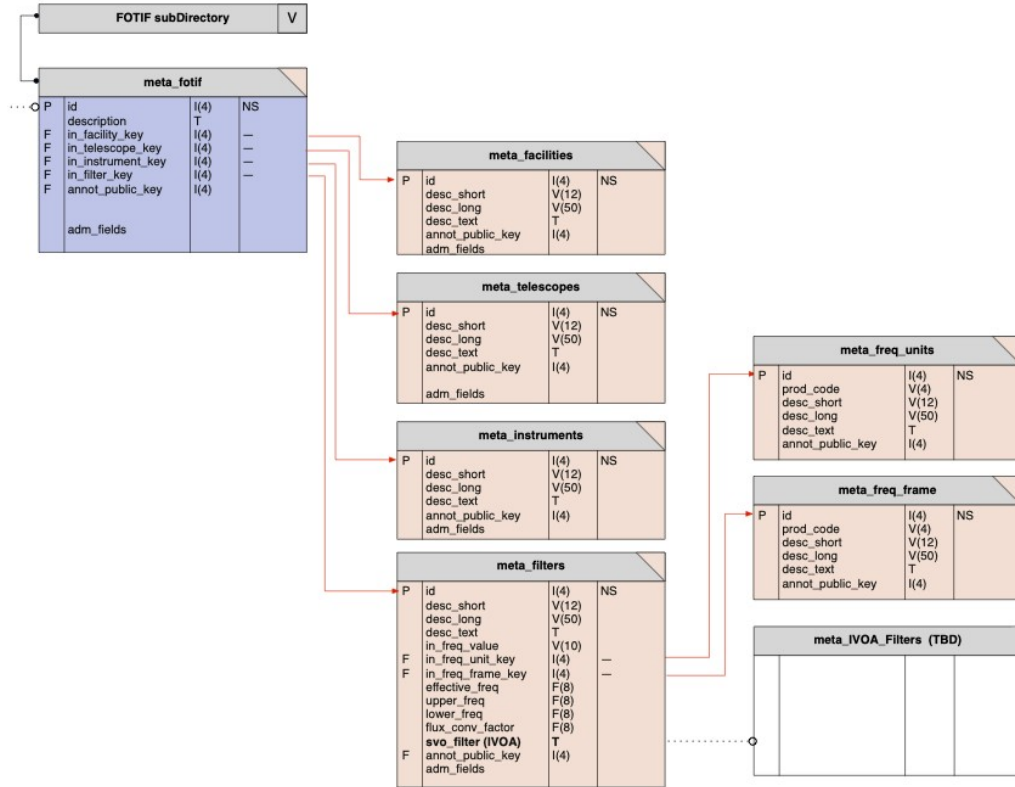 FOTIF subDirectory V
meta_fotif
P id I(4) NS
description T
F in_facility_key I(4) —
F in_telescope_key I(4) —
F in_instrument_key I(4) —
F in_filter_key I(4) —
F annot_public_key I(4)
adm_fields
meta_facilities
P id I(4) NS
desc_short V(12)
desc_long V(50)
desc_text T
annot_public_key I(4)
adm_fields
meta_telescopes
P id I(4) NS
desc_short V(12)
desc_long V(50)
desc_text T
annot_public_key I(4)
adm_fields
meta_instruments
P id I(4) NS
desc_short V(12)
desc_long V(50)
desc_text T
annot_public_key I(4)
adm_fields
meta_filters
P id I(4) NS
desc_short V(12)
desc_long V(50)
desc_text T
in_freq_value V(10)
F in_freq_unit_key I(4) —
F in_freq_frame_key I(4) —
effective_freq F(8)
upper_freq F(8)
lower_freq F(8)
flux_conv_factor F(8)
svo_filter (IVOA) T
F annot_public_key I(4)
adm_fields
meta_freq_units
P id I(4) NS
prod_code V(4)
desc_short V(12)
desc_long V(50)
desc_text T
annot_public_key I(4)
meta_freq_frame
P id I(4) NS
prod_code V(4)
desc_short V(12)
desc_long V(50)
desc_text T
annot_public_key I(4)
meta_IVOA_Filters (TBD)